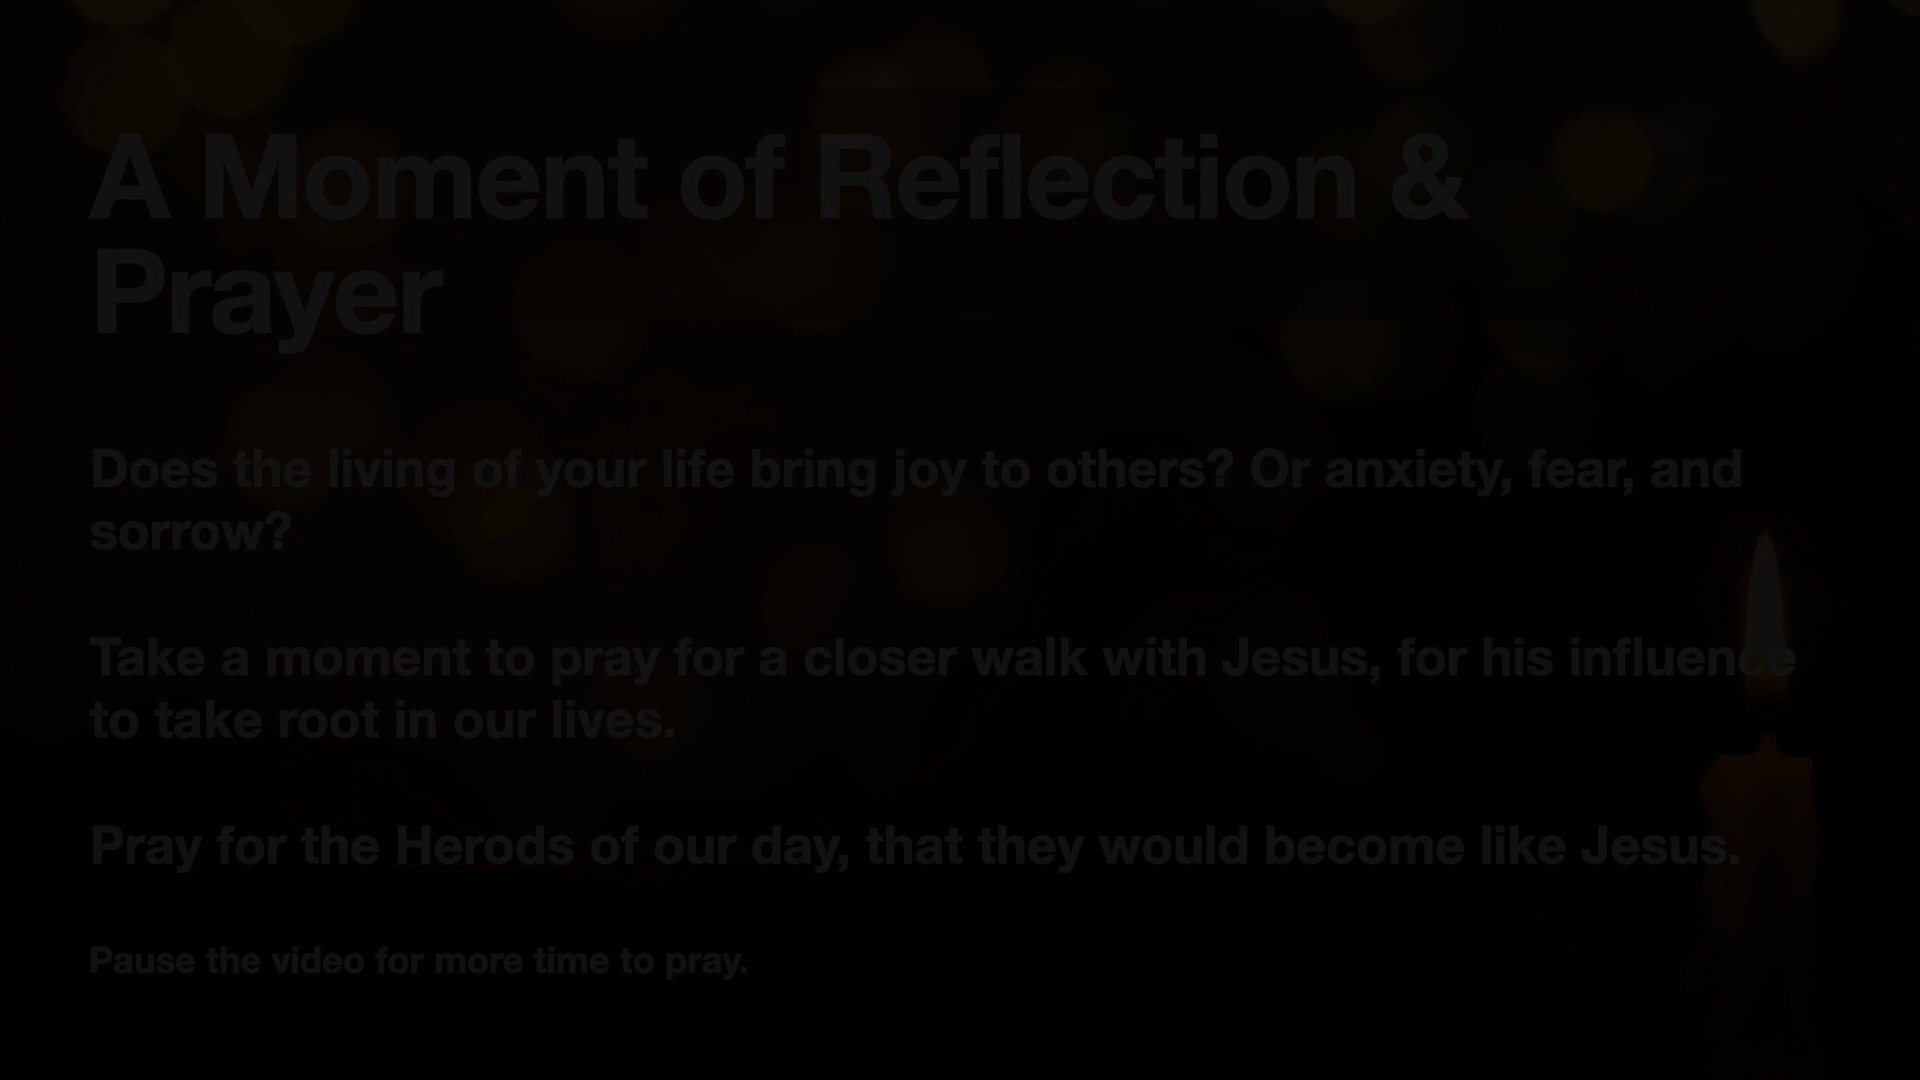 A Moment of Reflection &
Prayer
Does the living of your life bring joy to others? Or anxiety, fear, and
sorrow?
Take a moment to pray for a closer walk with Jesus, for his influence
to take root in our lives.
Pray for the Herods of our day, that they would become like Jesus.
Pause the video for more time to pray.